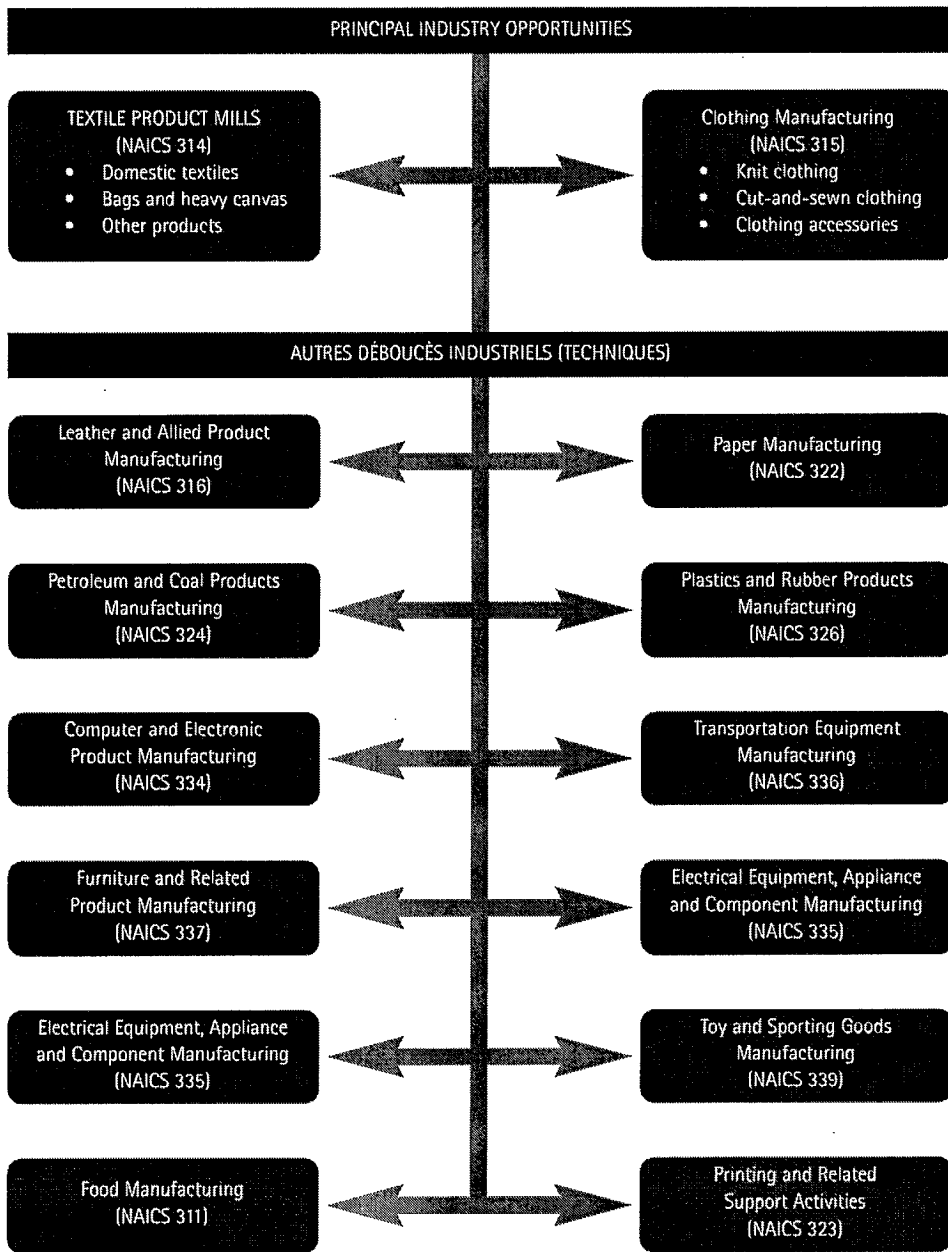 PRINCIPAL INDUSTRY OPPORTUNITIES
TEXTILE PRODUCT MILLS
(NAICS 314)
• Domestic textiles
• Bags and heavy canvas
• Other products
Clothing Manufacturing
(NAICS 315)
• Knit clothing
• Cut-and-sewn clothing
• Clothing accessories
AUTRES DÉBOUCÈS INDUSTRIELS (TECHNIQUES)
Leather and Allied Product
Manufacturing
(NAICS 316)
Paper Manufacturing
(NAICS 322)
Petroleum and Coal Products
Manufacturing
(NAICS 324)
Plastics and Rubber Products
Manufacturing
(NAICS 326)
Computer and Electronic
Product Manufacturing
(NAICS 334)
Transportation Equipment
Manufacturing
(NAICS 336)
Furniture and Related
Product Manufacturing
(NAICS 337)
Electrical Equipment, Appliance
and Component Manufacturing
(NAICS 335)
Electrical Equipment, Appliance
and Component Manufacturing
(NAICS 335)
Toy and Sporting Goods
Manufacturing
(NAICS 339)
Food Manufacturing
(NAICS 311)
Printing and Related
Support Activities
(NAICS 323)